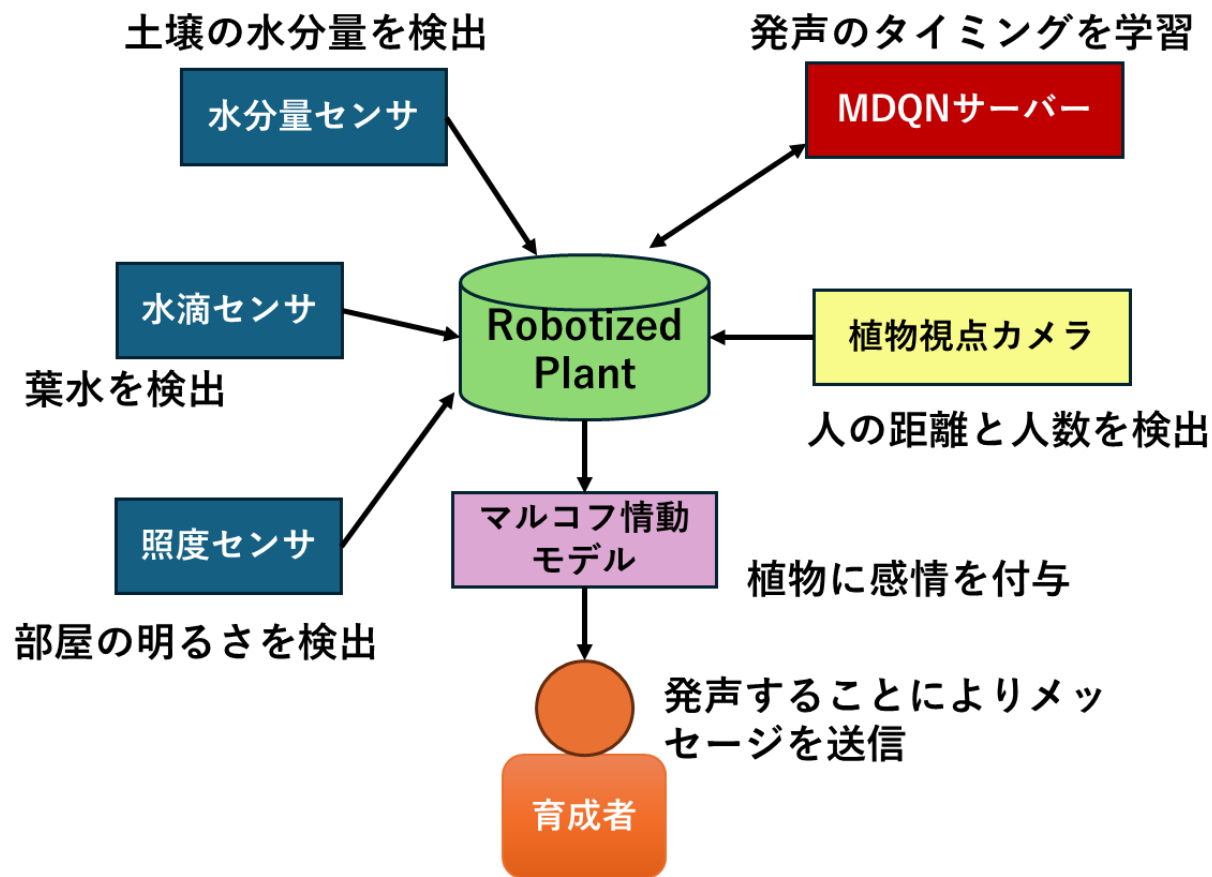 土壌の水分量を検出
発声のタイミングを学習
水分量センサ
MDQNサーバー
水滴センサ
Robotized
Plant
植物視点カメラ
葉水を検出
人の距離と人数を検出
照度センサ
マルコフ情動
モデル
植物に感情を付与
部屋の明るさを検出
発声することによりメッ
セージを送信
育成者